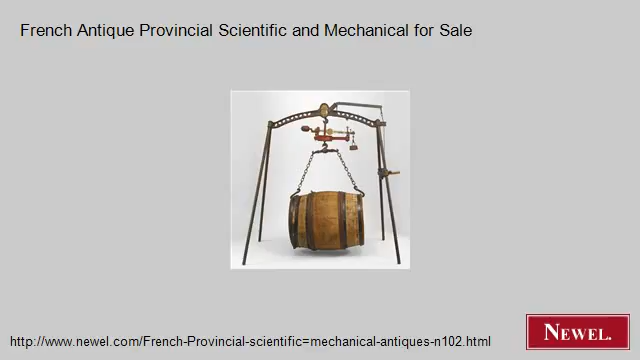 French Antique Provincial Scientific and Mechanical for Sale
http://www.newel.com/French-Provincial-scientific=mechanical-antiques-n102.html
NEWEL.